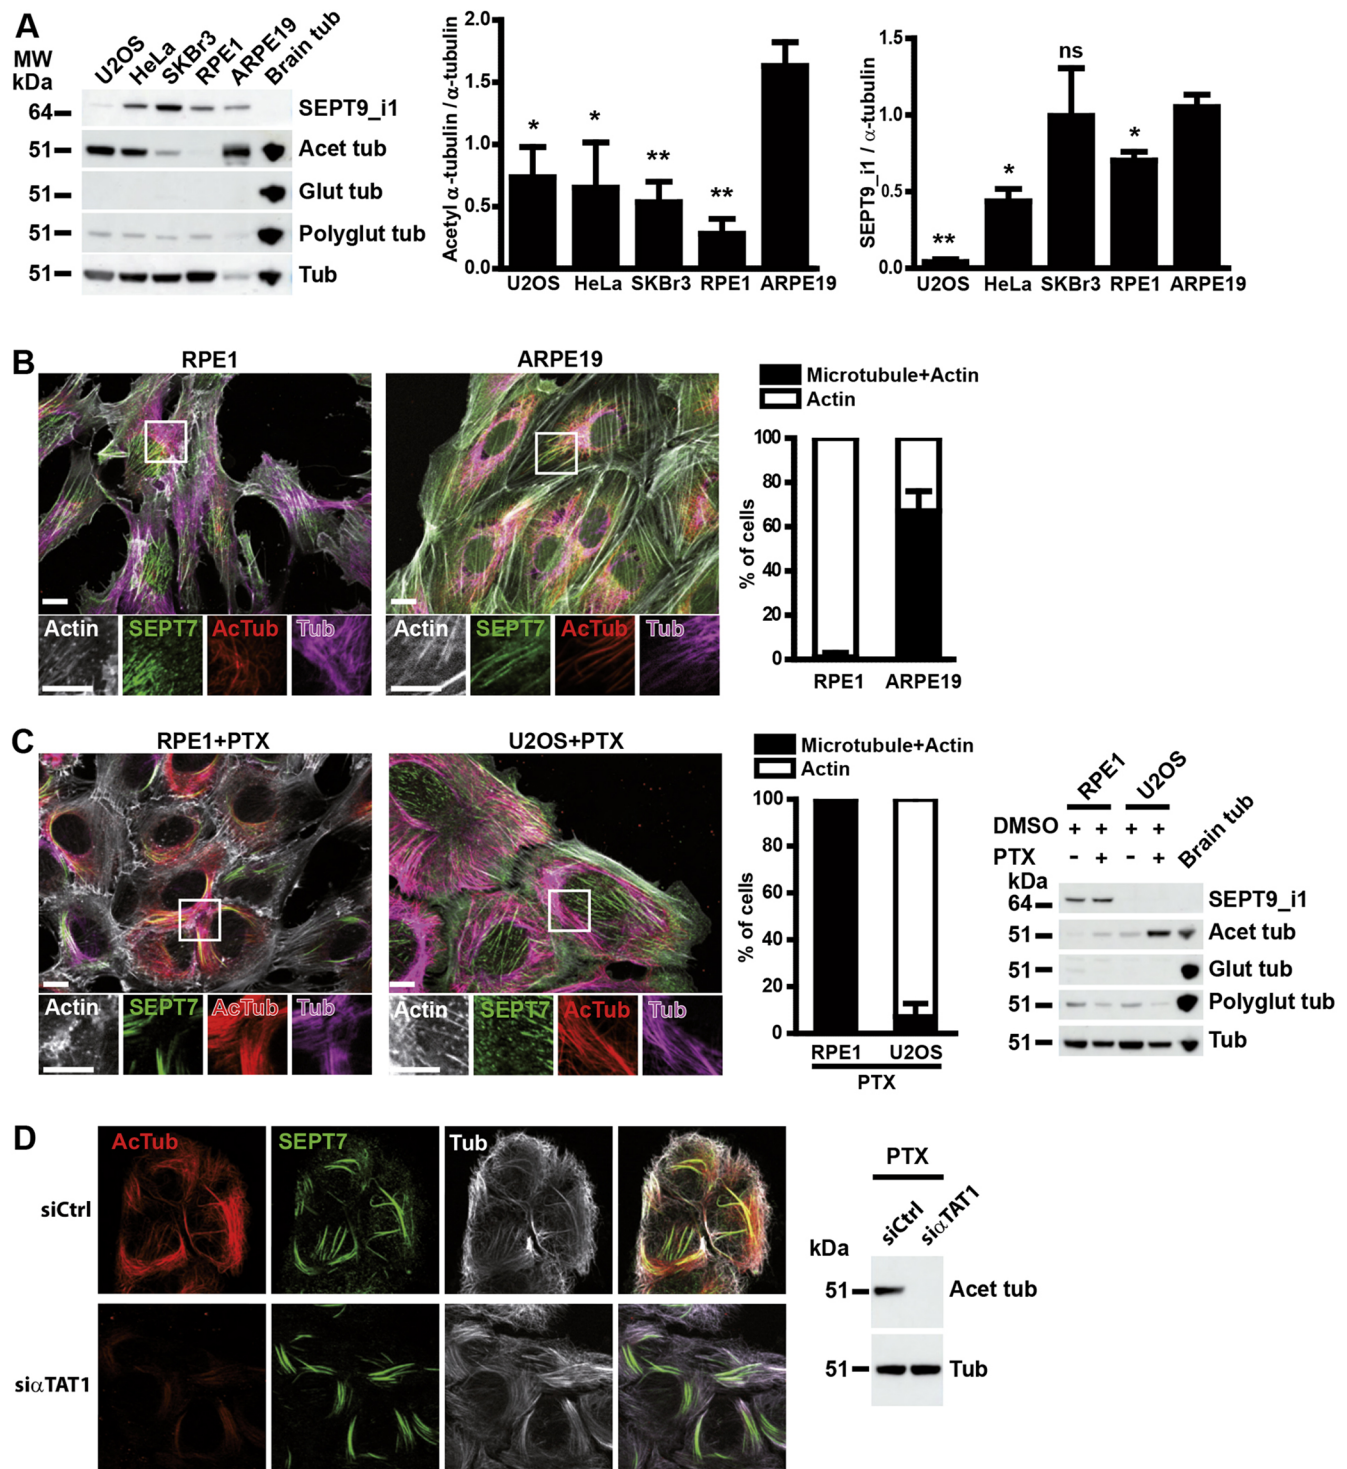 A
MW
kDa
U2OS
HeLa
SKBr3
RPE1
ARPE19
Brain tub
64
SEPT9_i1
51
Acet tub
51
Glut tub
51
Polyglut tub
51
Tub
Acetyl α-tubulin / α-tubulin
2.0
1.5
1.0
0.5
0.0
*
*
**
**
U2OS
HeLa
SKBr3
RPE1
ARPE19
SEPT9_i1 / α-tubulin
1.5
1.0
0.5
0.0
**
*
ns
*
U2OS
HeLa
SKBr3
RPE1
ARPE19
B
RPE1
ARPE19
Actin
SEPT7
AcTub
Tub
Actin
SEPT7
AcTub
Tub
Microtubule+Actin
Actin
% of cells
100
80
60
40
20
0
RPE1
ARPE19
C
RPE1+PTX
U2OS+PTX
Actin
SEPT7
AcTub
Tub
Actin
SEPT7
AcTub
Tub
Microtubule+Actin
Actin
% of cells
100
80
60
40
20
0
RPE1
U2OS
PTX
RPE1
U2OS
Brain tub
DMSO + + + +
PTX - + - +
kDa
64
SEPT9_i1
51
Acet tub
51
Glut tub
51
Polyglut tub
51
Tub
D
AcTub
SEPT7
Tub
siCtrl
siαTAT1
PTX
siCtrl
siαTAT1
kDa
51
Acet tub
51
Tub